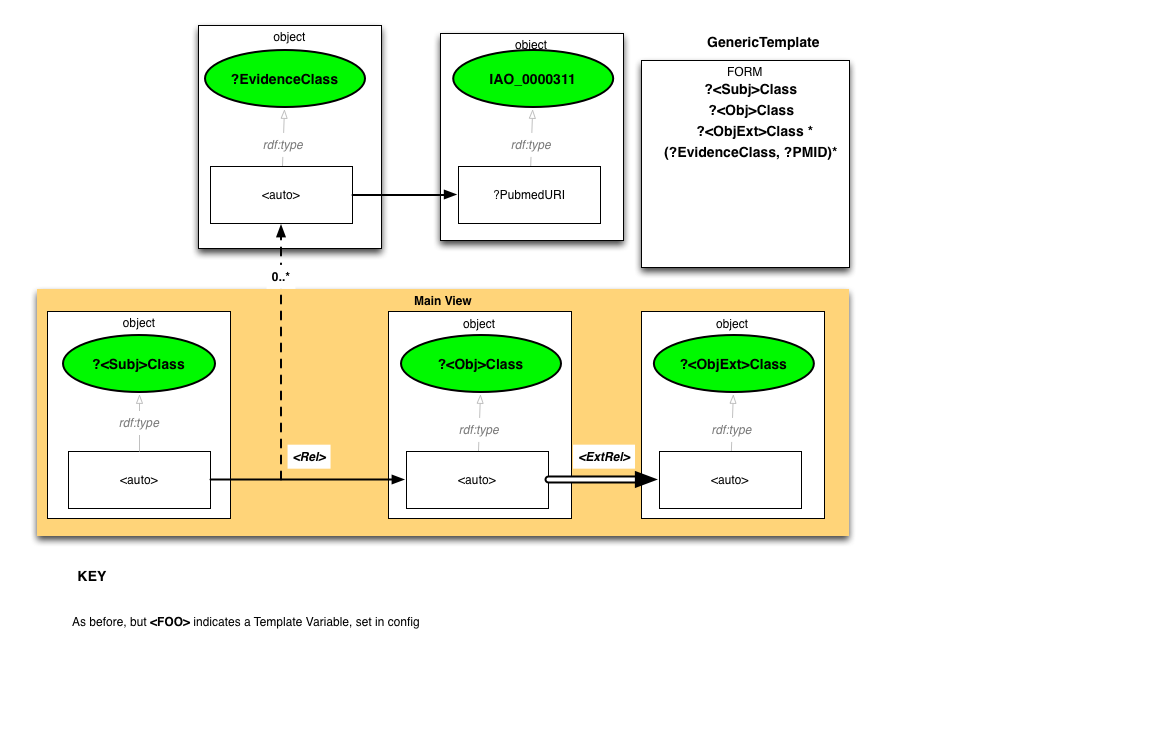 object
?EvidenceClass
rdf:type
<auto>
object
IAO_0000311
rdf:type
?PubmedURI
GenericTemplate
FORM
?<Subj>Class
?<Obj>Class
?<ObjExt>Class *
(?EvidenceClass, ?PMID)*
0..*
Main View
object
?<Subj>Class
rdf:type
<auto>
<Rel>
object
?<Obj>Class
rdf:type
<auto>
<ExtRel>
object
?<ObjExt>Class
rdf:type
<auto>
KEY
As before, but <FOO> indicates a Template Variable, set in config